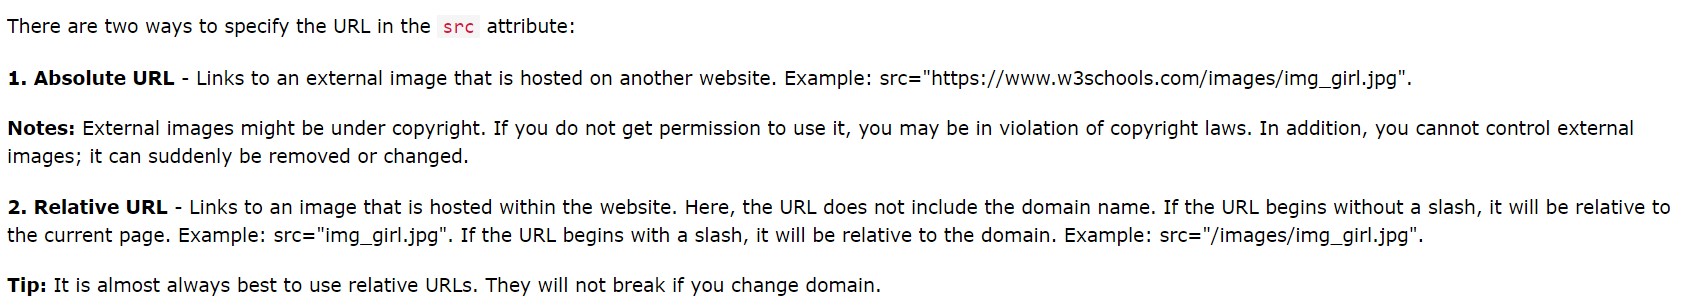 There are two ways to specify the URL in the src attribute:
1. Absolute URL - Links to an external image that is hosted on another website. Example: src="https://www.w3schools.com/images/img_girl.jpg".
Notes: External images might be under copyright. If you do not get permission to use it, you may be in violation of copyright laws. In addition, you cannot control external
images; it can suddenly be removed or changed.
2. Relative URL - Links to an image that is hosted within the website. Here, the URL does not include the domain name. If the URL begins without a slash, it will be relative to
the current page. Example: src="img_girl.jpg". If the URL begins with a slash, it will be relative to the domain. Example: src="/images/img_girl.jpg".
Tip: It is almost always best to use relative URLs. They will not break if you change domain.